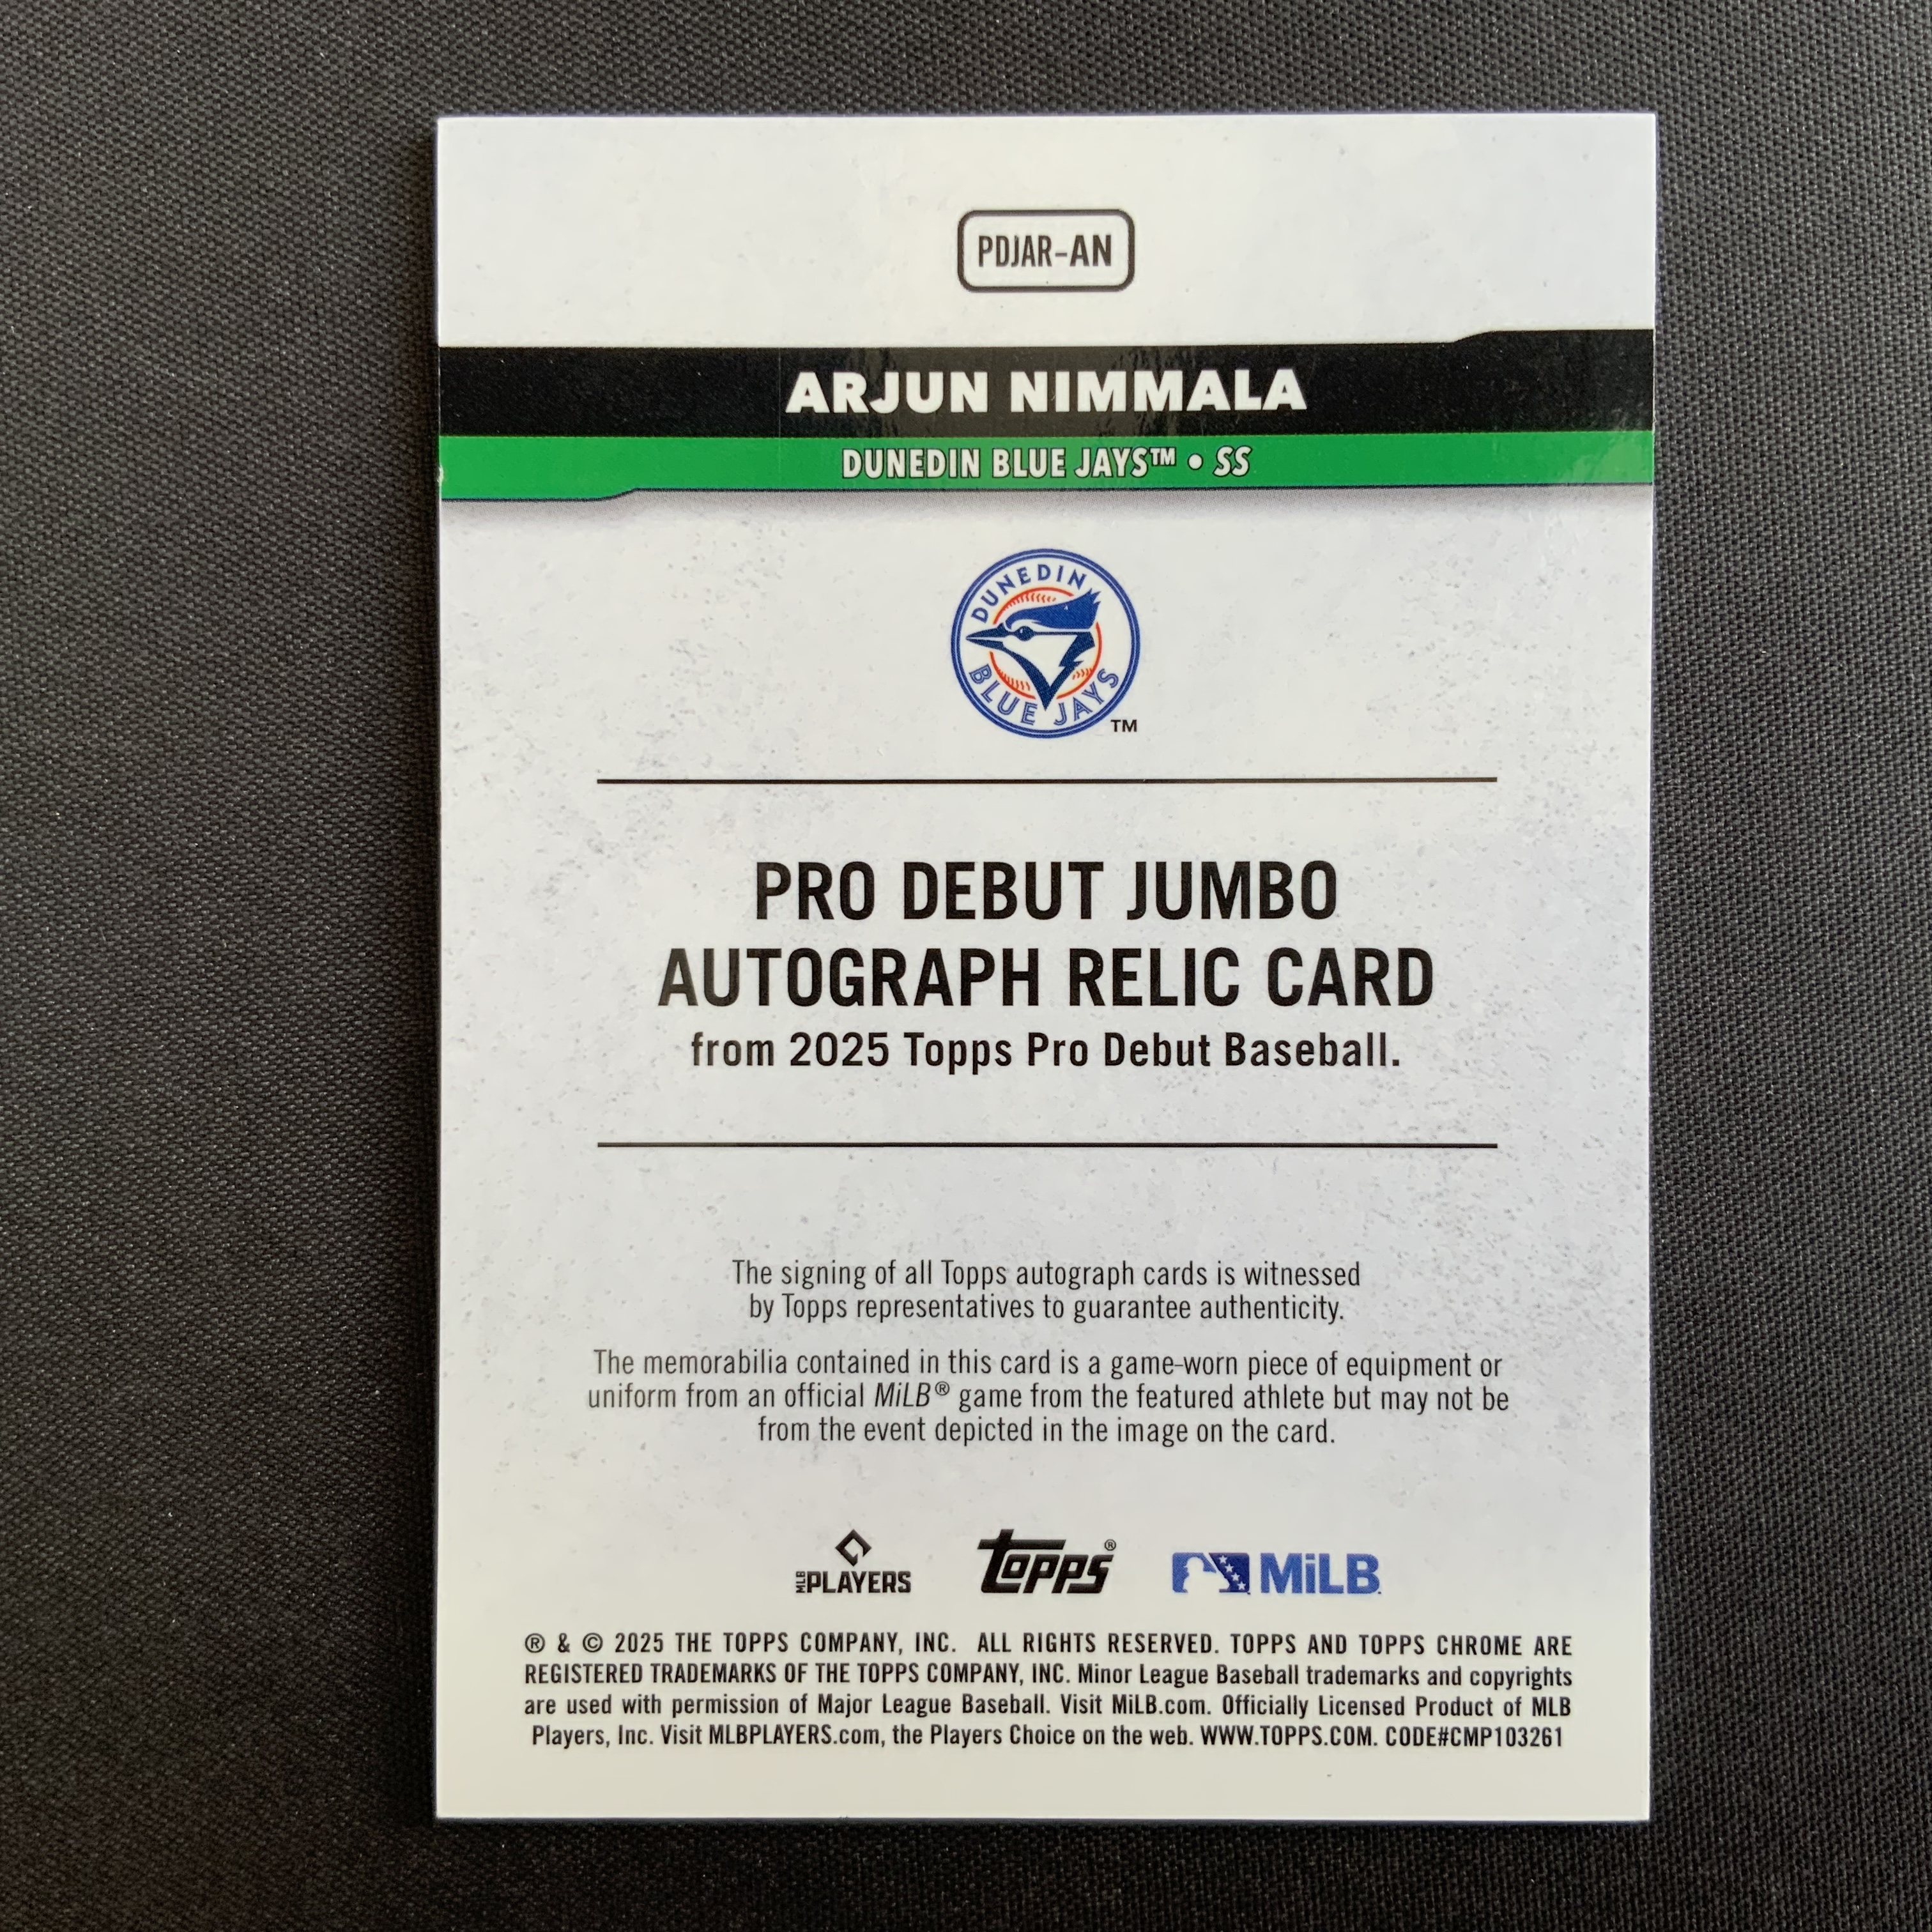 PDJAR-AN
ARJUN NIMMALA
DUNEDIN BLUE JAYS™ • SS
DUNEDIN
BLUE JAYS
TM
PRO DEBUT JUMBO
AUTOGRAPH RELIC CARD
from 2025 Topps Pro Debut Baseball.
The signing of all Topps autograph cards is witnessed
by Topps representatives to guarantee authenticity.
The memorabilia contained in this card is a game-worn piece of equipment or
uniform from an official MiLB® game from the featured athlete but may not be
from the event depicted in the image on the card.
MLB PLAYERS topps® MiLB
® & © 2025 THE TOPPS COMPANY, INC. ALL RIGHTS RESERVED. TOPPS AND TOPPS CHROME ARE
REGISTERED TRADEMARKS OF THE TOPPS COMPANY, INC. Minor League Baseball trademarks and copyrights
are used with permission of Major League Baseball. Visit MiLB.com. Officially Licensed Product of MLB
Players, Inc. Visit MLBPLAYERS.com, the Players Choice on the web. WWW.TOPPS.COM. CODE#CMP103261